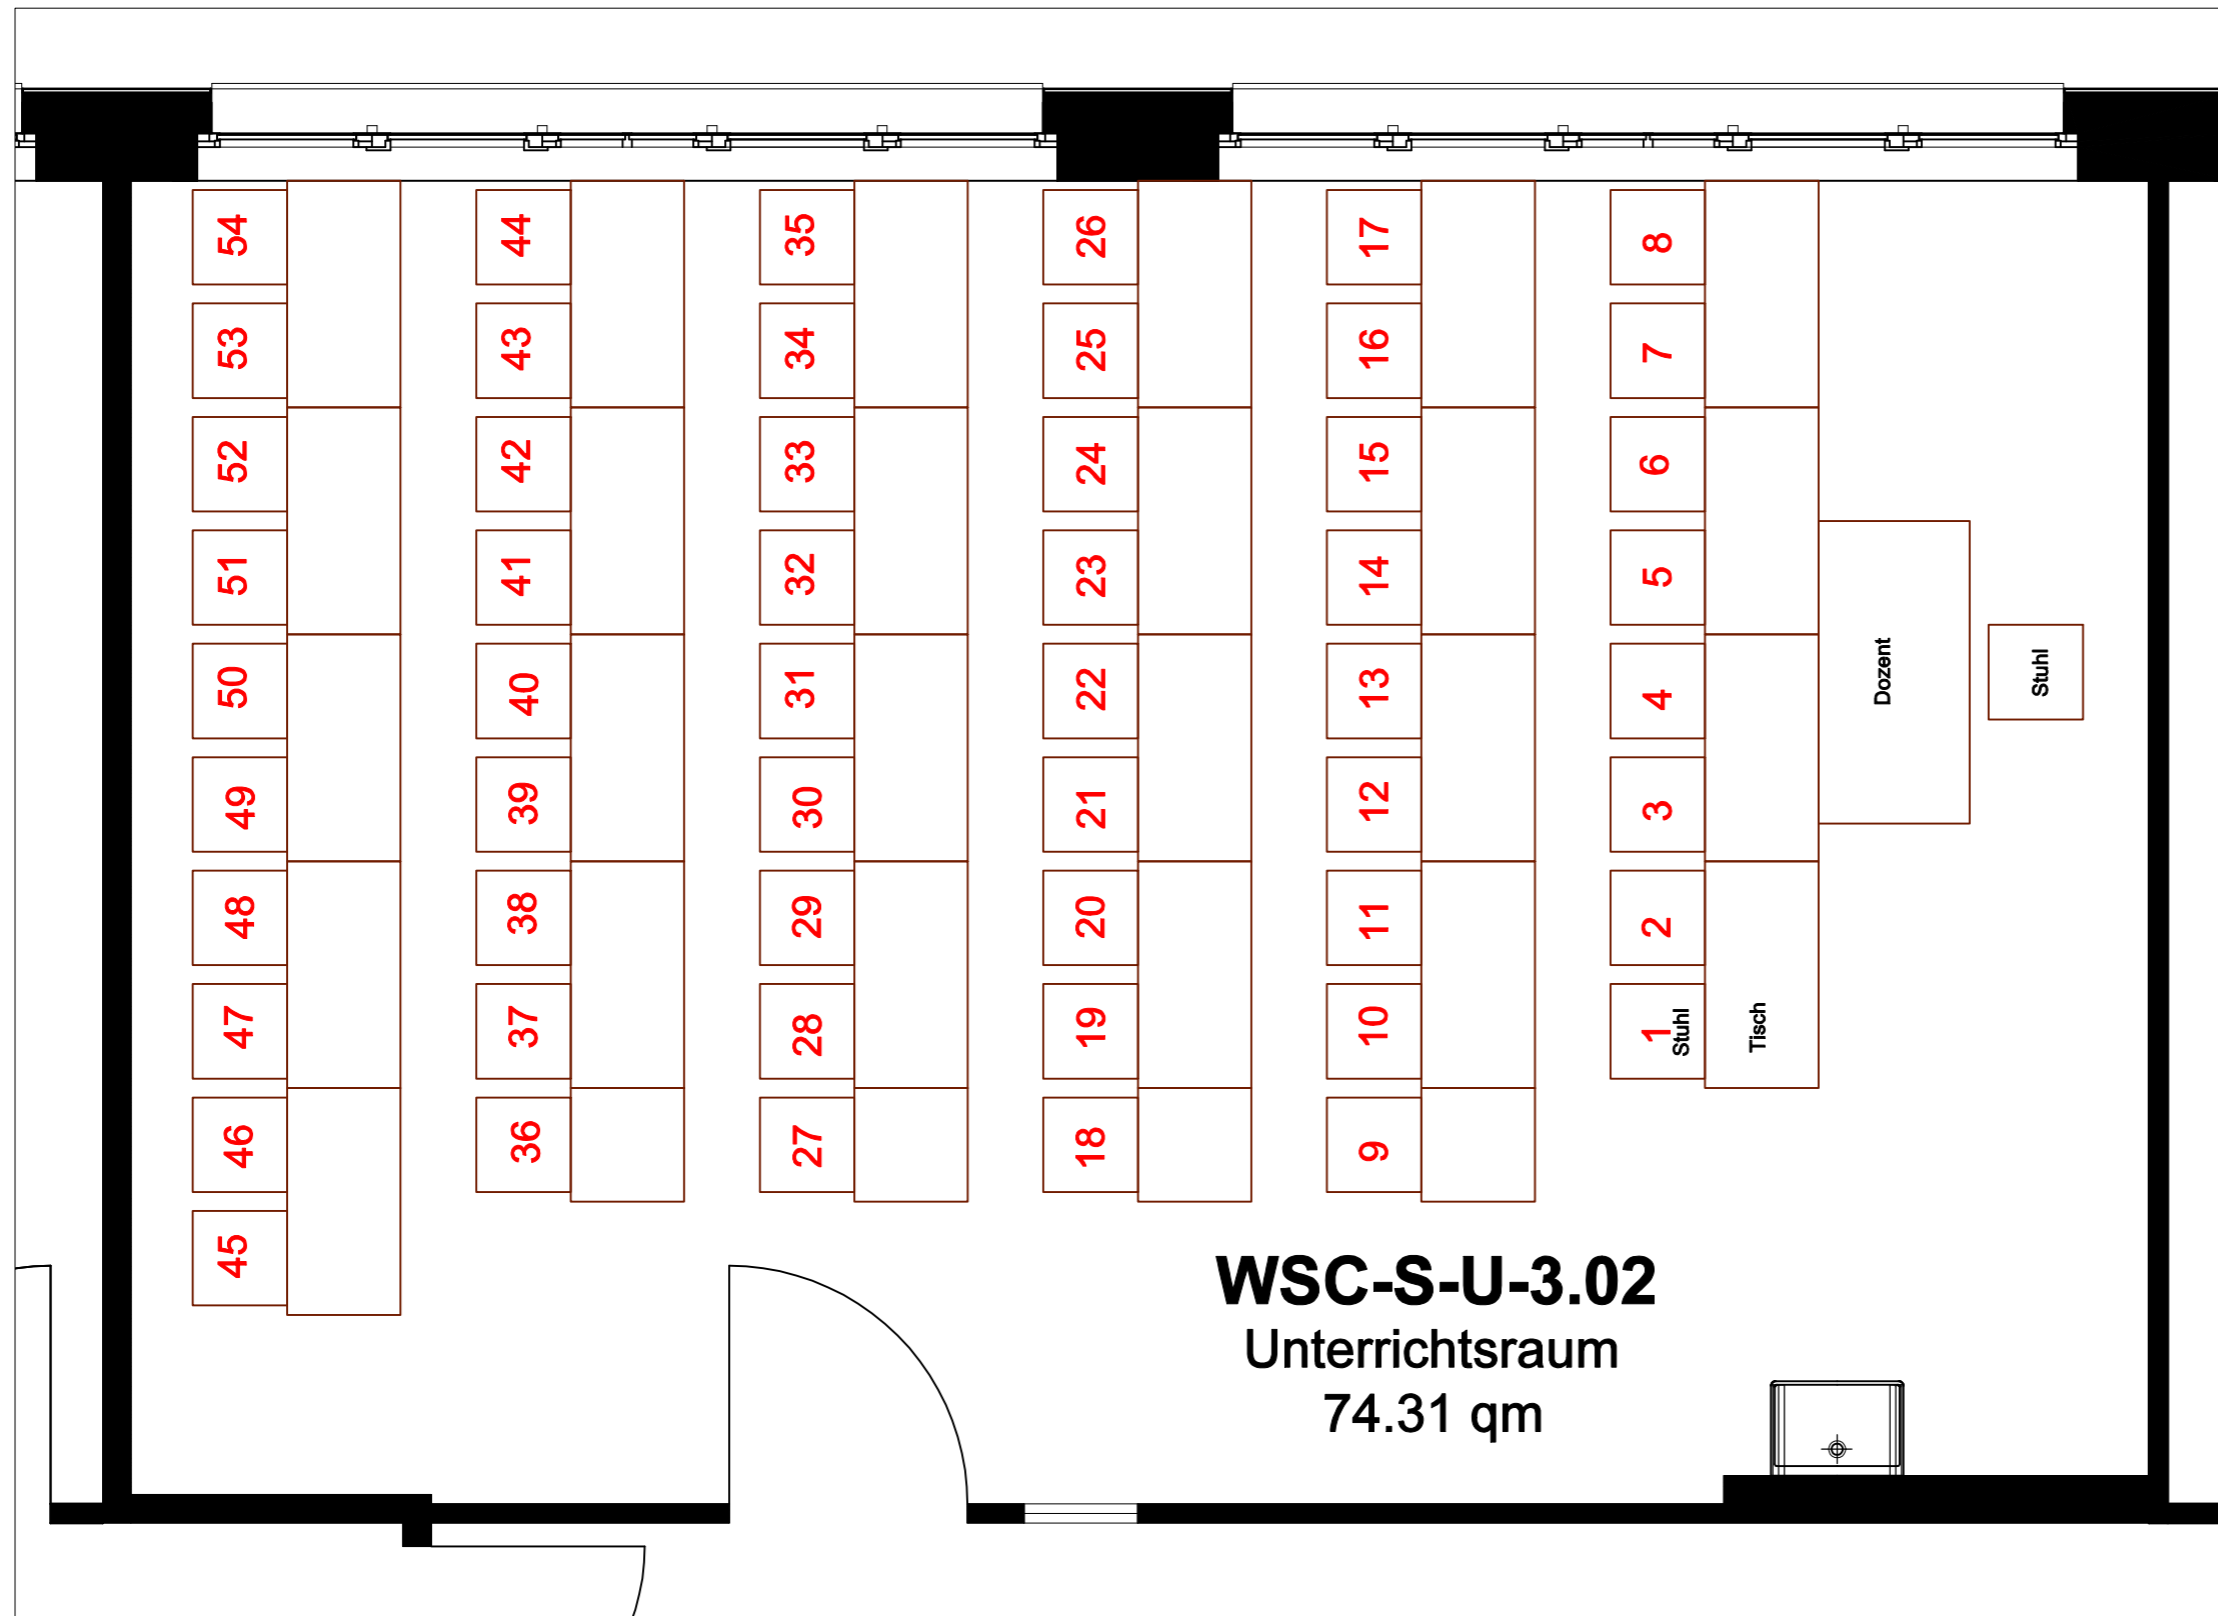 54 44 35 26 17 8
53 43 34 25 16 7
52 42 33 24 15 6
51 41 32 23 14 5
50 40 31 22 13 4 Dozent Stuhl
49 39 30 21 12 3
48 38 29 20 11 2
47 37 28 19 10 1 Stuhl Tisch
46 36 27 18 9
45
WSC-S-U-3.02
Unterrichtsraum
74.31 qm